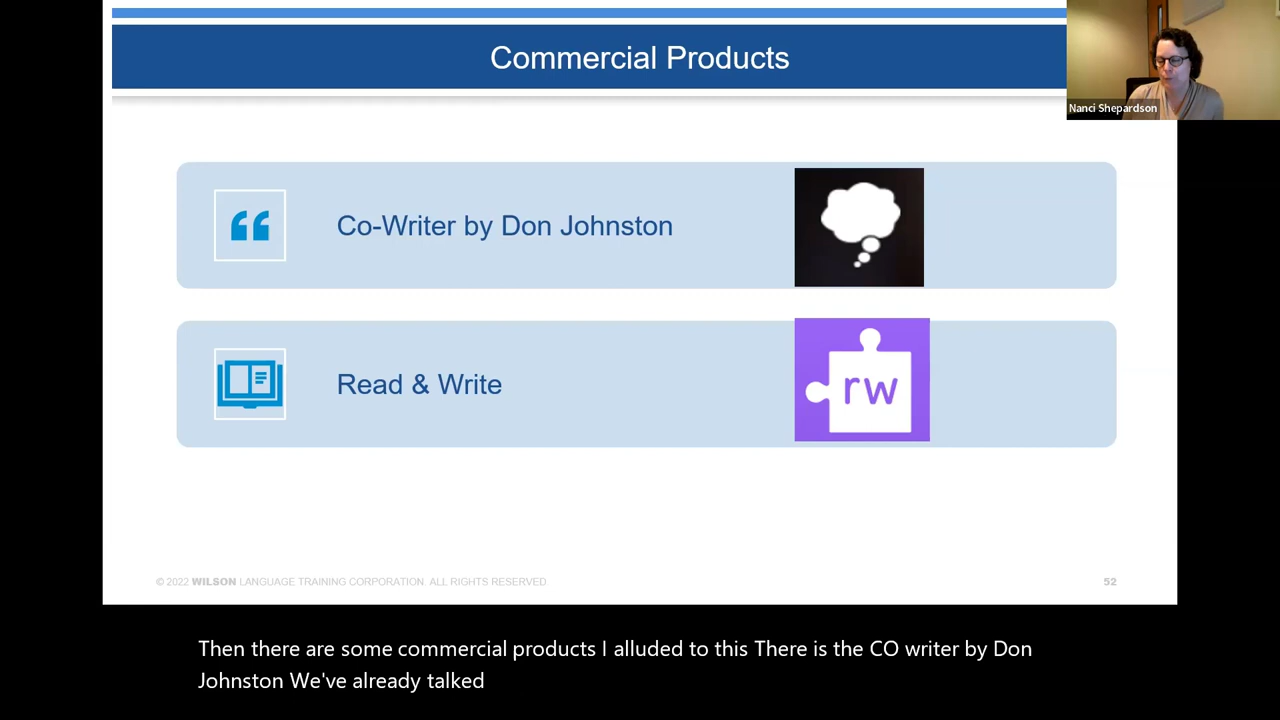 Commercial Products
Nanci Shepardson
Co-Writer by Don Johnston
Read & Write
rw
© 2022 WILSON LANGUAGE TRAINING CORPORATION. ALL RIGHTS RESERVED
52
Then there are some commercial products I alluded to this There is the CO writer by Don
Johnston We've already talked